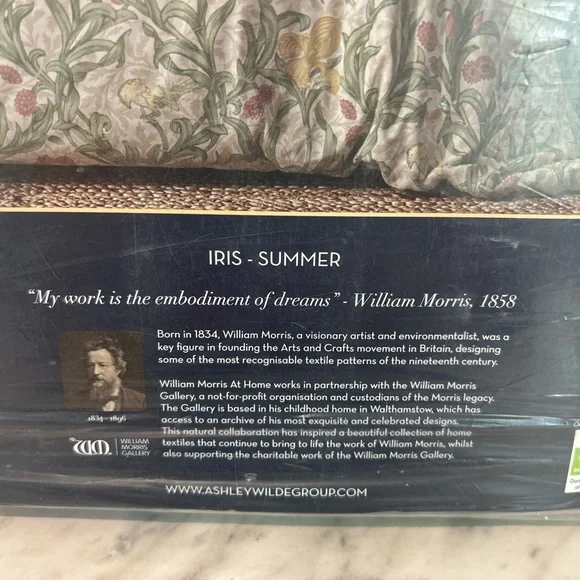 IRIS - SUMMER
“My work is the embodiment of dreams” - William Morris, 1858
Born in 1834, William Morris, a visionary artist and environmentalist, was a
key figure in founding the Arts and Crafts movement in Britain, designing
some of the most recognisable textile patterns of the nineteenth century.
William Morris At Home works in partnership with the William Morris
Gallery, a not-for-profit organisation and custodians of the Morris legacy.
The Gallery is based in his childhood home in Walthamstow, which has
access to an archive of his most exquisite and celebrated designs.
This natural collaboration has inspired a beautiful collection of home
textiles that continue to bring to life the work of William Morris, whilst
also supporting the charitable work of the William Morris Gallery.
1834 - 1896
WM
WILLIAM
MORRIS
GALLERY
WWW.ASHLEYWILDEGROUP.COM